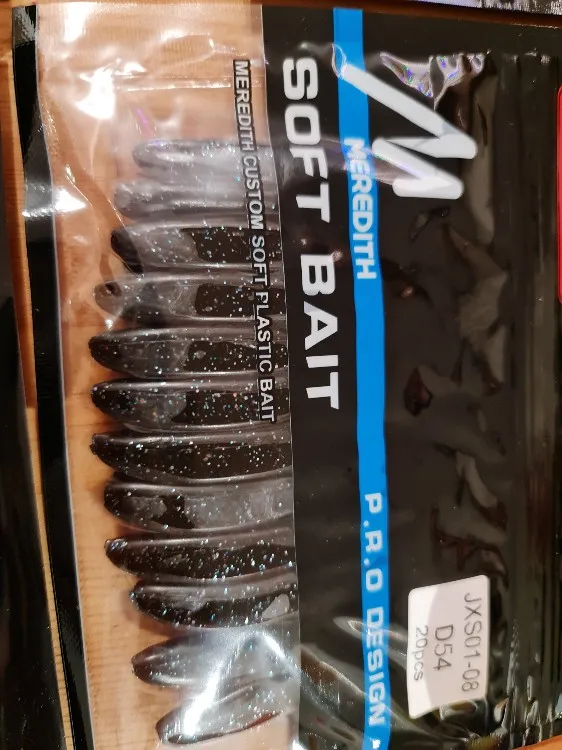 MEREDITH
P.R.O DESIGN
SOFT BAIT
MEREDITH CUSTOM SOFT PLASTIC BAIT
JXS01-08
D54
20pcs